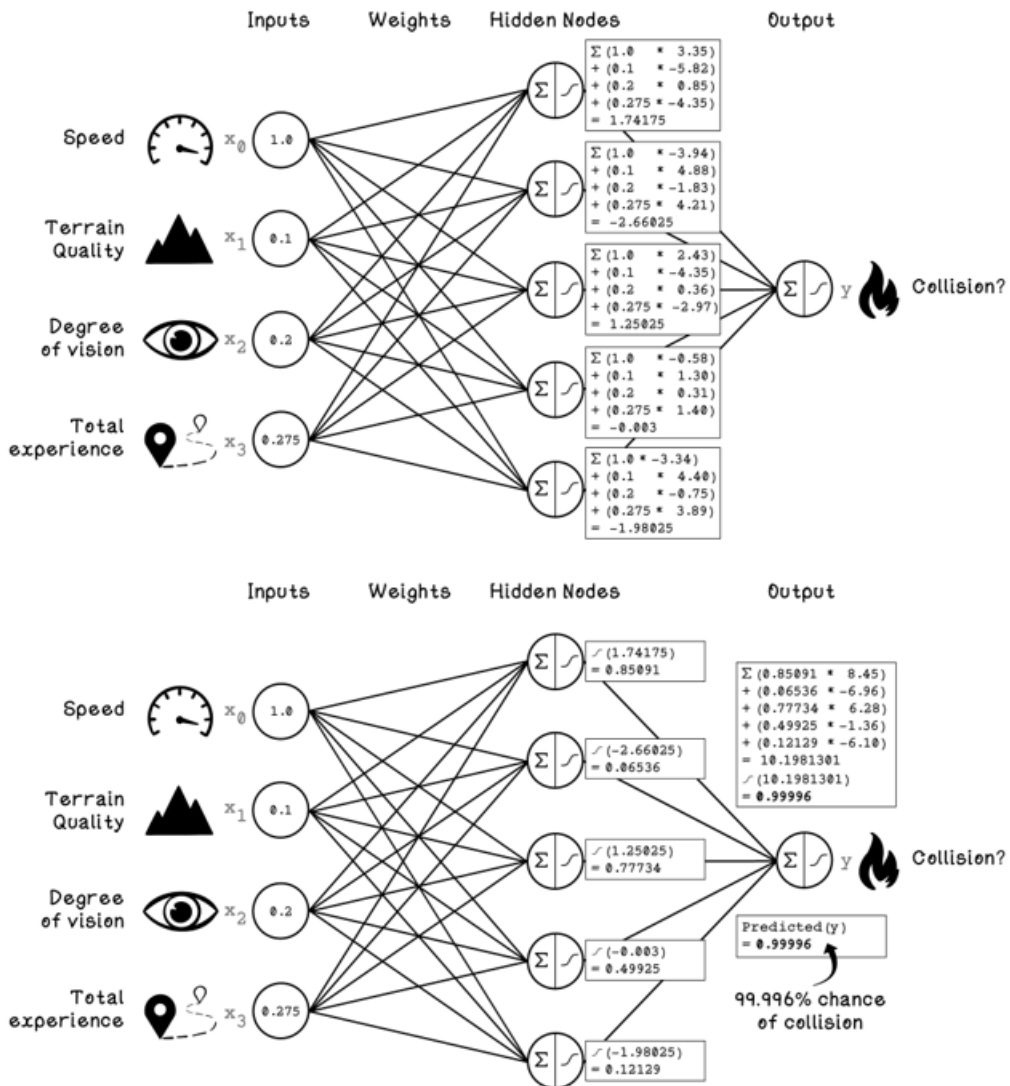 Inputs Weights Hidden Nodes Output
Σ (1.0 * 3.35)
+ (0.1 * -5.82)
+ (0.2 * 0.85)
+ (0.275 * -4.35)
= 1.74175
Speed x0 1.0
Σ
Σ (1.0 * -3.94)
+ (0.1 * 4.88)
+ (0.2 * -1.83)
+ (0.275 * 4.21)
= -2.66025
Terrain
Quality x1 0.1
Σ
Σ (1.0 * 2.43)
+ (0.1 * -4.35)
+ (0.2 * 0.36)
+ (0.275 * -2.97)
= 1.25025
Σ
Σ y Collision?
Degree
of vision x2 0.2
Σ (1.0 * -0.58)
+ (0.1 * 1.30)
+ (0.2 * 0.31)
+ (0.275 * 1.40)
= -0.003
Σ
Total
experience x3 0.275
Σ (1.0 * -3.34)
+ (0.1 * 4.40)
+ (0.2 * -0.75)
+ (0.275 * 3.89)
= -1.98025
Σ
Inputs Weights Hidden Nodes Output
Σ
(1.74175)
= 0.85091
Σ (0.85091 * 8.45)
+ (0.06536 * -6.96)
+ (0.77734 * 6.28)
+ (0.49925 * -1.36)
+ (0.12129 * -6.10)
= 10.1981301
(10.1981301)
= 0.99996
Speed x0 1.0
Σ
(-2.66025)
= 0.06536
Terrain
Quality x1 0.1
Σ
(1.25025)
= 0.77734
Σ y Collision?
Degree
of vision x2 0.2
Σ
(-0.003)
= 0.49925
Predicted(y)
= 0.99996
99.996% chance
of collision
Total
experience x3 0.275
Σ
(-1.98025)
= 0.12129